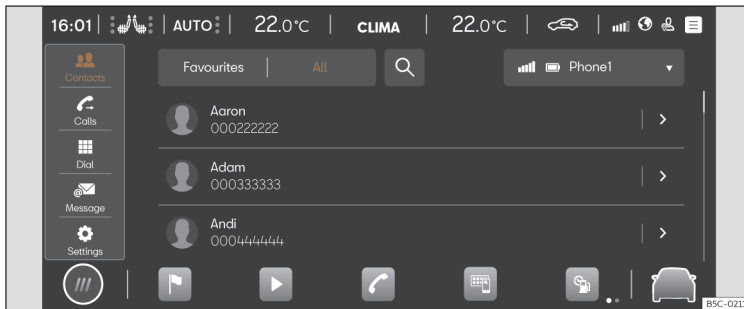 16:01 AUTO 22.0°C CLIMA 22.0°C
Contacts
Calls
Dial
Message
Settings
Favourites All Phone1
Aaron
000222222
Adam
000333333
Andi
000444444
B5C-0211